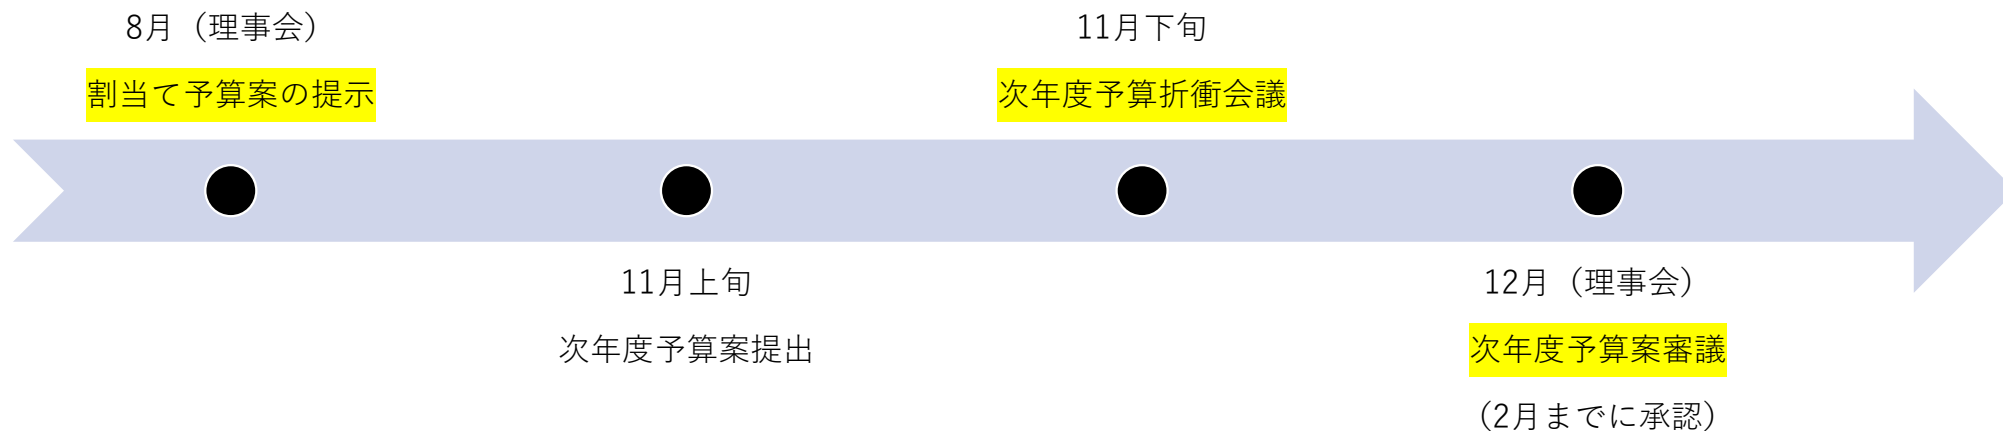 8月（理事会）
割当て予算案の提示
11月上旬
次年度予算案提出
11月下旬
次年度予算折衝会議
12月（理事会）
次年度予算案審議
（2月までに承認）